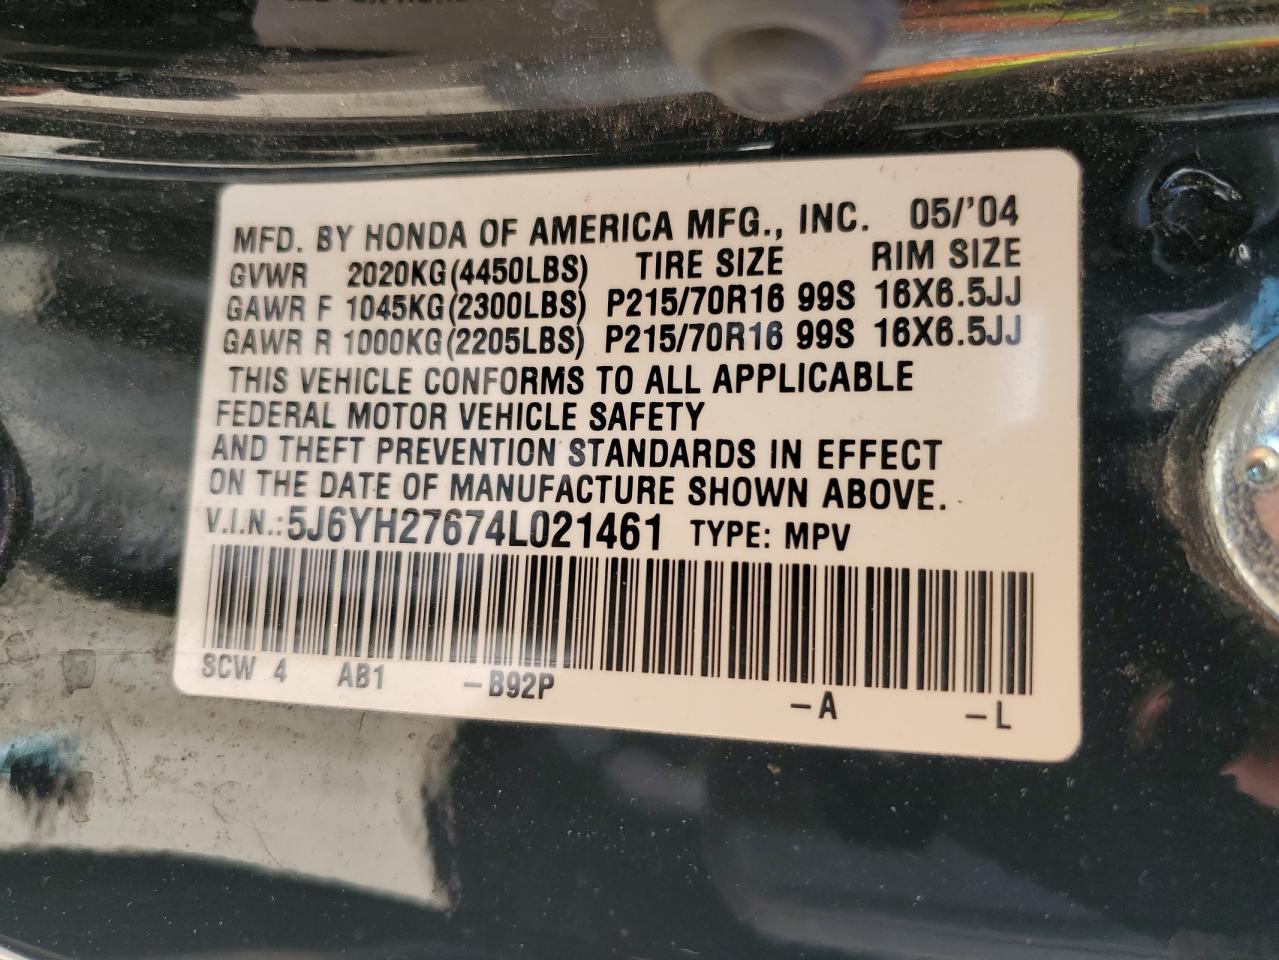 MFD. BY HONDA OF AMERICA MFG., INC. 05/'04
GVWR 2020KG(4450LBS) TIRE SIZE RIM SIZE
GAWR F 1045KG(2300LBS) P215/70R16 99S 16X6.5JJ
GAWR R 1000KG(2205LBS) P215/70R16 99S 16X6.5JJ
THIS VEHICLE CONFORMS TO ALL APPLICABLE
FEDERAL MOTOR VEHICLE SAFETY
AND THEFT PREVENTION STANDARDS IN EFFECT
ON THE DATE OF MANUFACTURE SHOWN ABOVE.
V.I.N.:5J6YH27674L021461 TYPE: MPV
SCW 4 AB1 -B92P -A -L